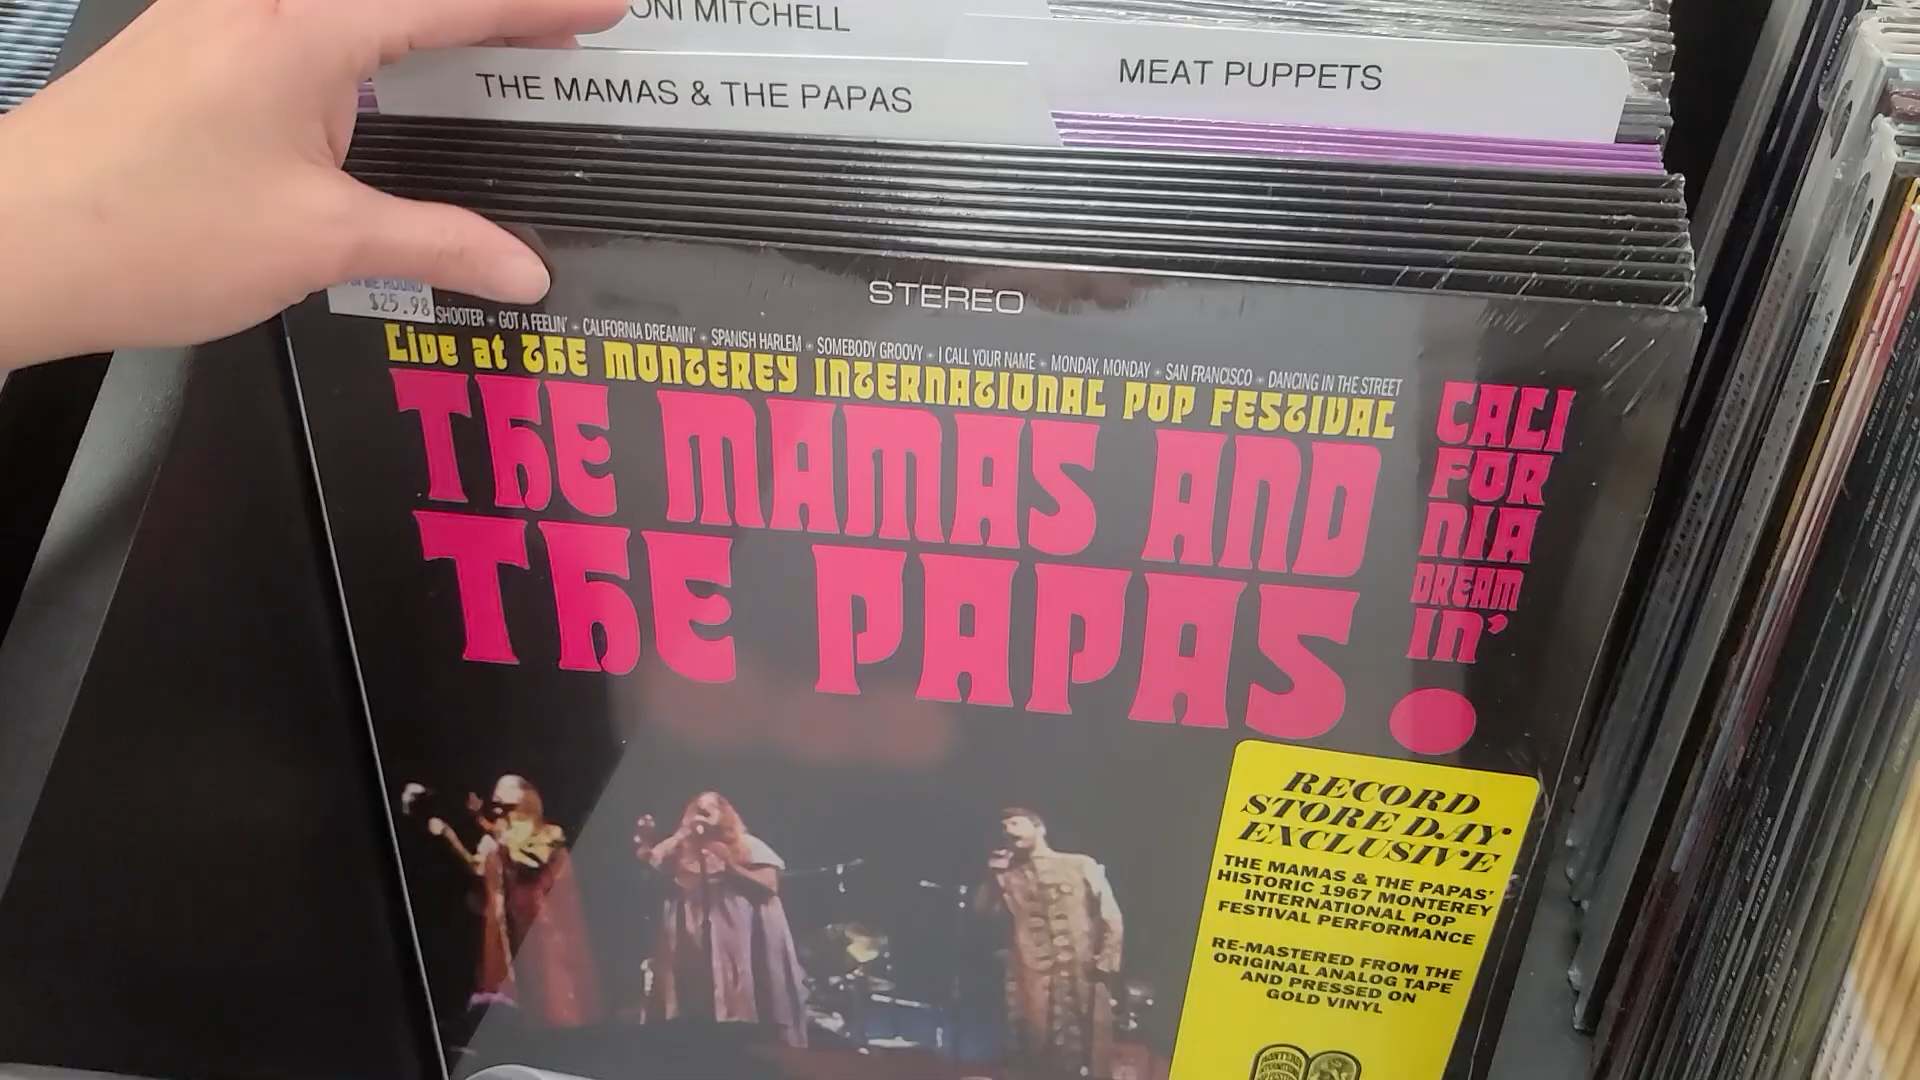 ONI MITCHELL
MEAT PUPPETS
THE MAMAS & THE PAPAS
$25.98
STEREO
SHOOTER • GOT A FEELIN' • CALIFORNIA DREAMIN' • SPANISH HARLEM • SOMEBODY GROOVY • I CALL YOUR NAME • MONDAY, MONDAY • SAN FRANCISCO • DANCING IN THE STREET
Live at THE MONTEREY INTERNATIONAL POP FESTIVAL
THE MAMAS AND
THE PAPAS.
CALI
FOR
NIA
DREAM
IN'
RECORD
STORE DAY
EXCLUSIVE
THE MAMAS & THE PAPAS'
HISTORIC 1967 MONTEREY
INTERNATIONAL POP
FESTIVAL PERFORMANCE
RE-MASTERED FROM THE
ORIGINAL ANALOG TAPE
AND PRESSED ON
GOLD VINYL